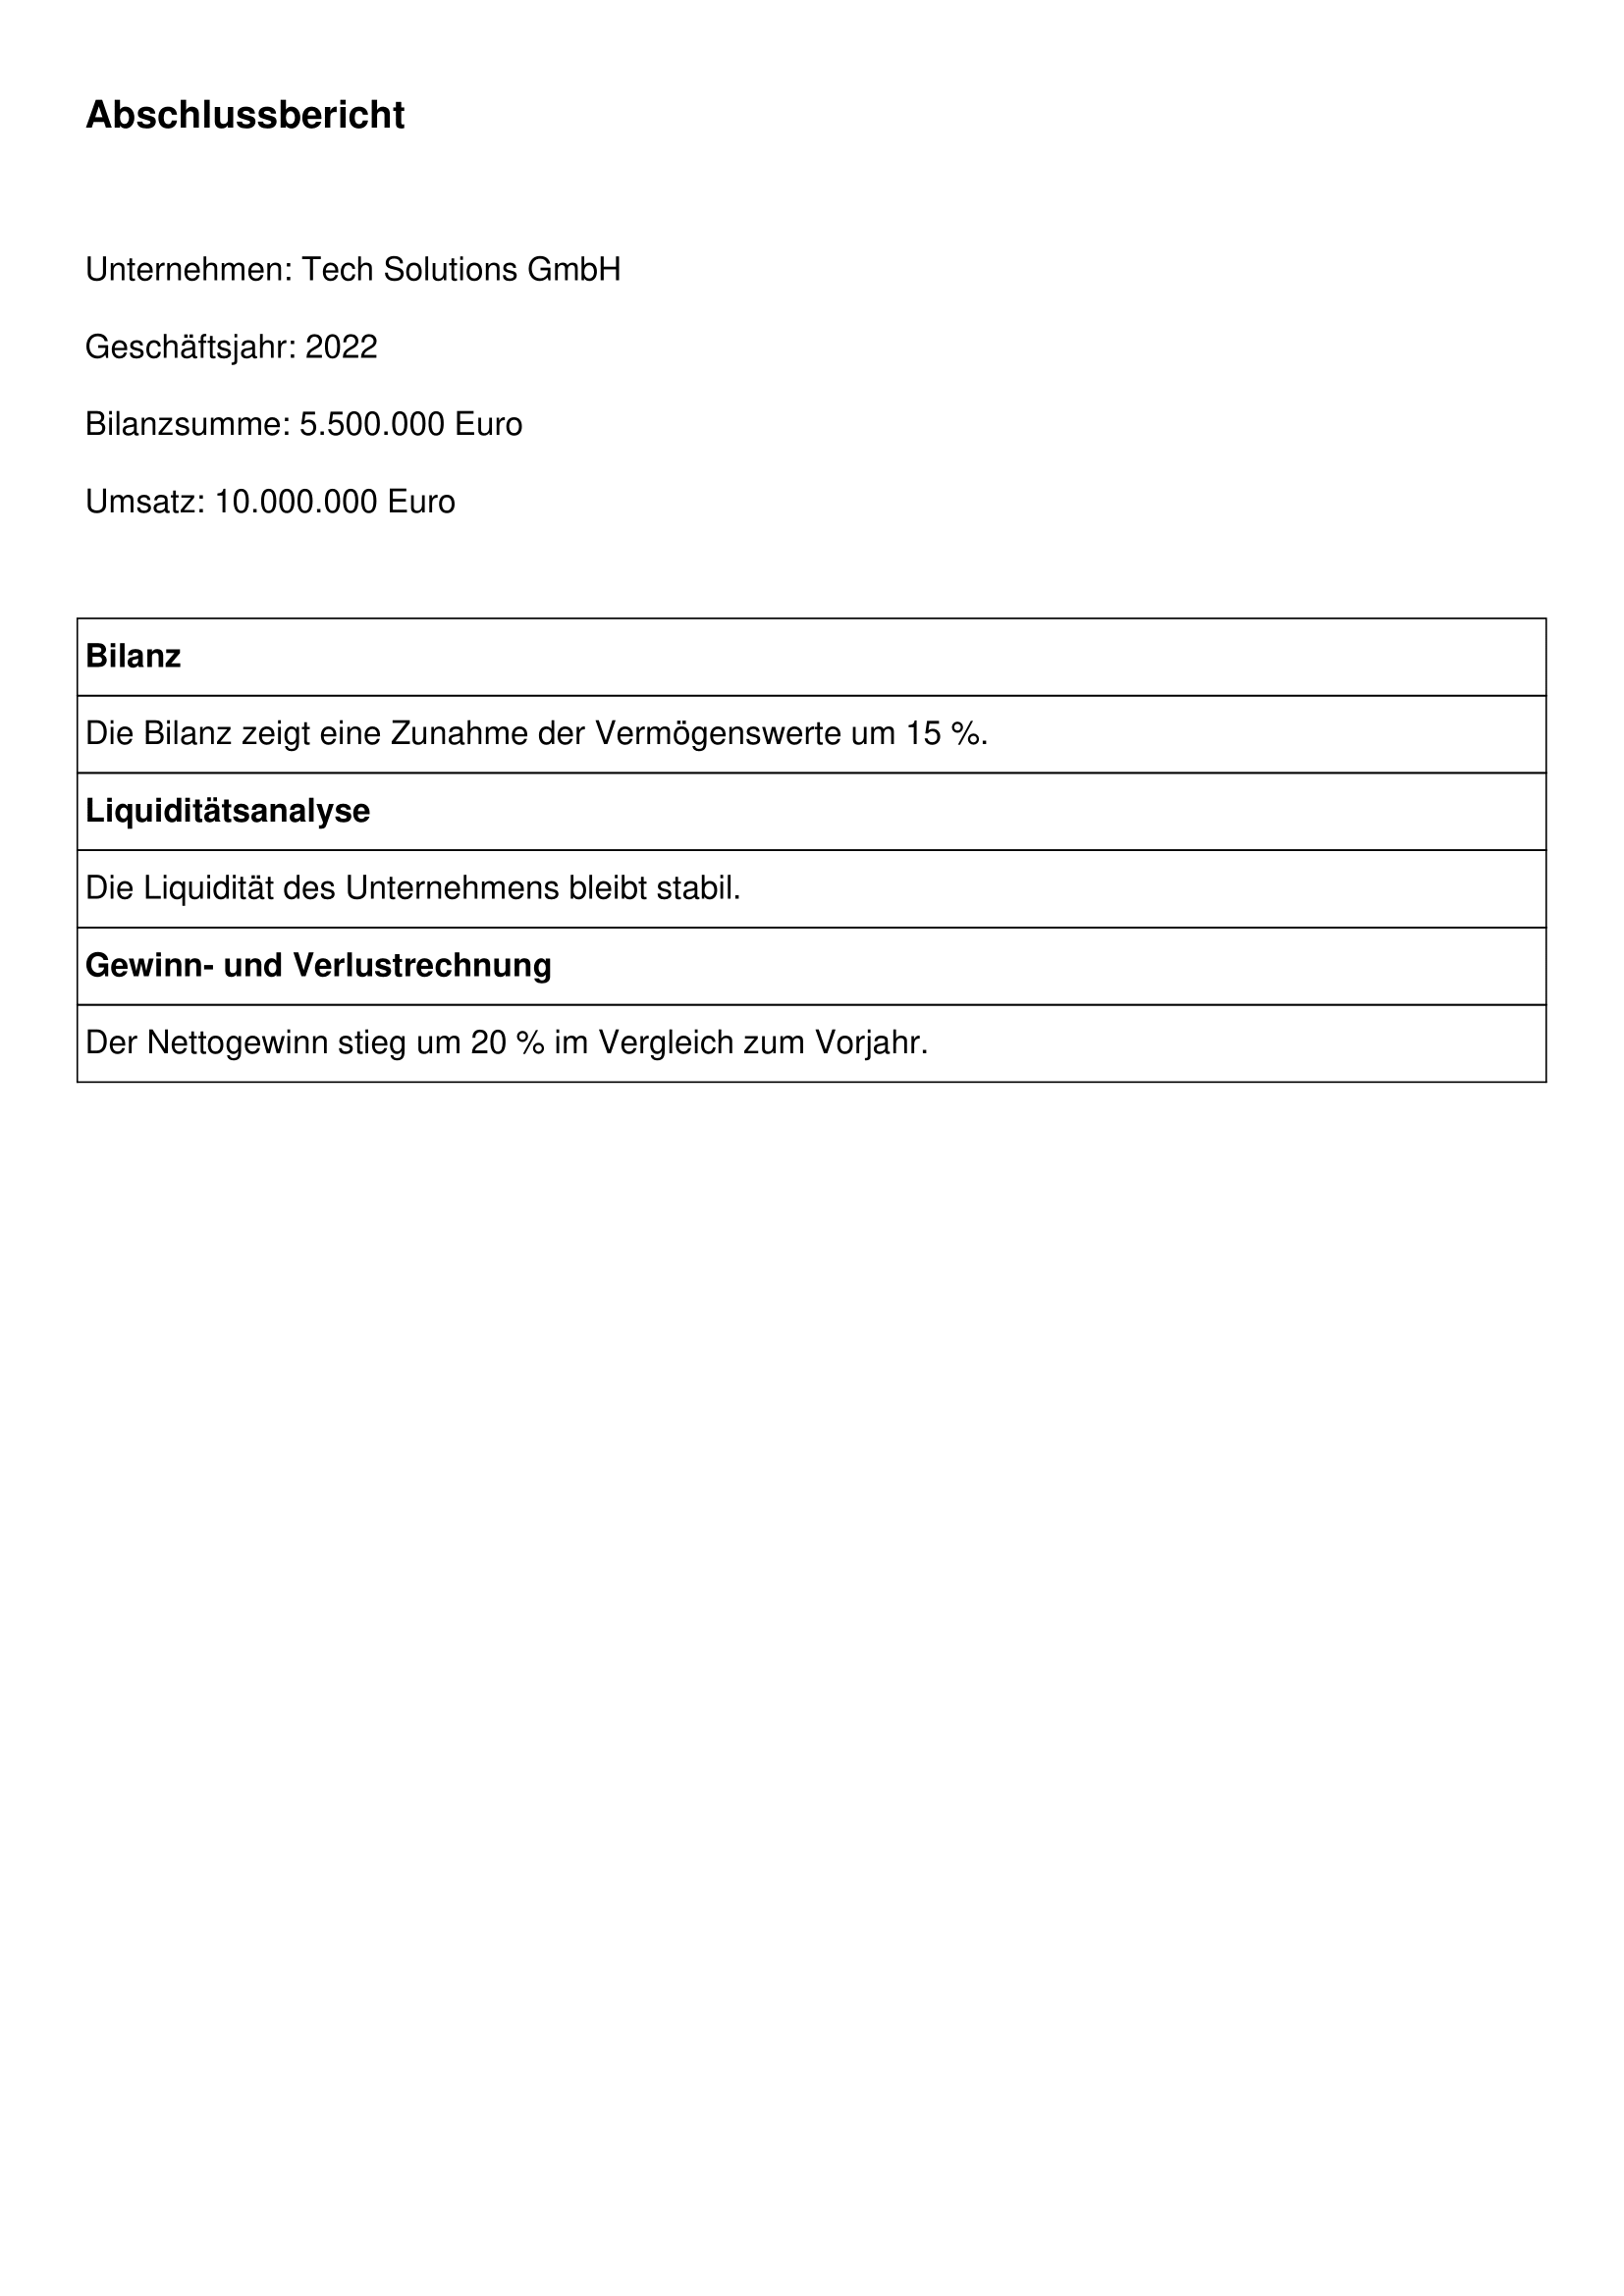 Abschlussbericht
Unternehmen: Tech Solutions GmbH
Geschäftsjahr: 2022
Bilanzsumme: 5.500.000 Euro
Umsatz: 10.000.000 Euro
Bilanz
Die Bilanz zeigt eine Zunahme der Vermögenswerte um 15 %.
Liquiditätsanalyse
Die Liquidität des Unternehmens bleibt stabil.
Gewinn- und Verlustrechnung
Der Nettogewinn stieg um 20 % im Vergleich zum Vorjahr.